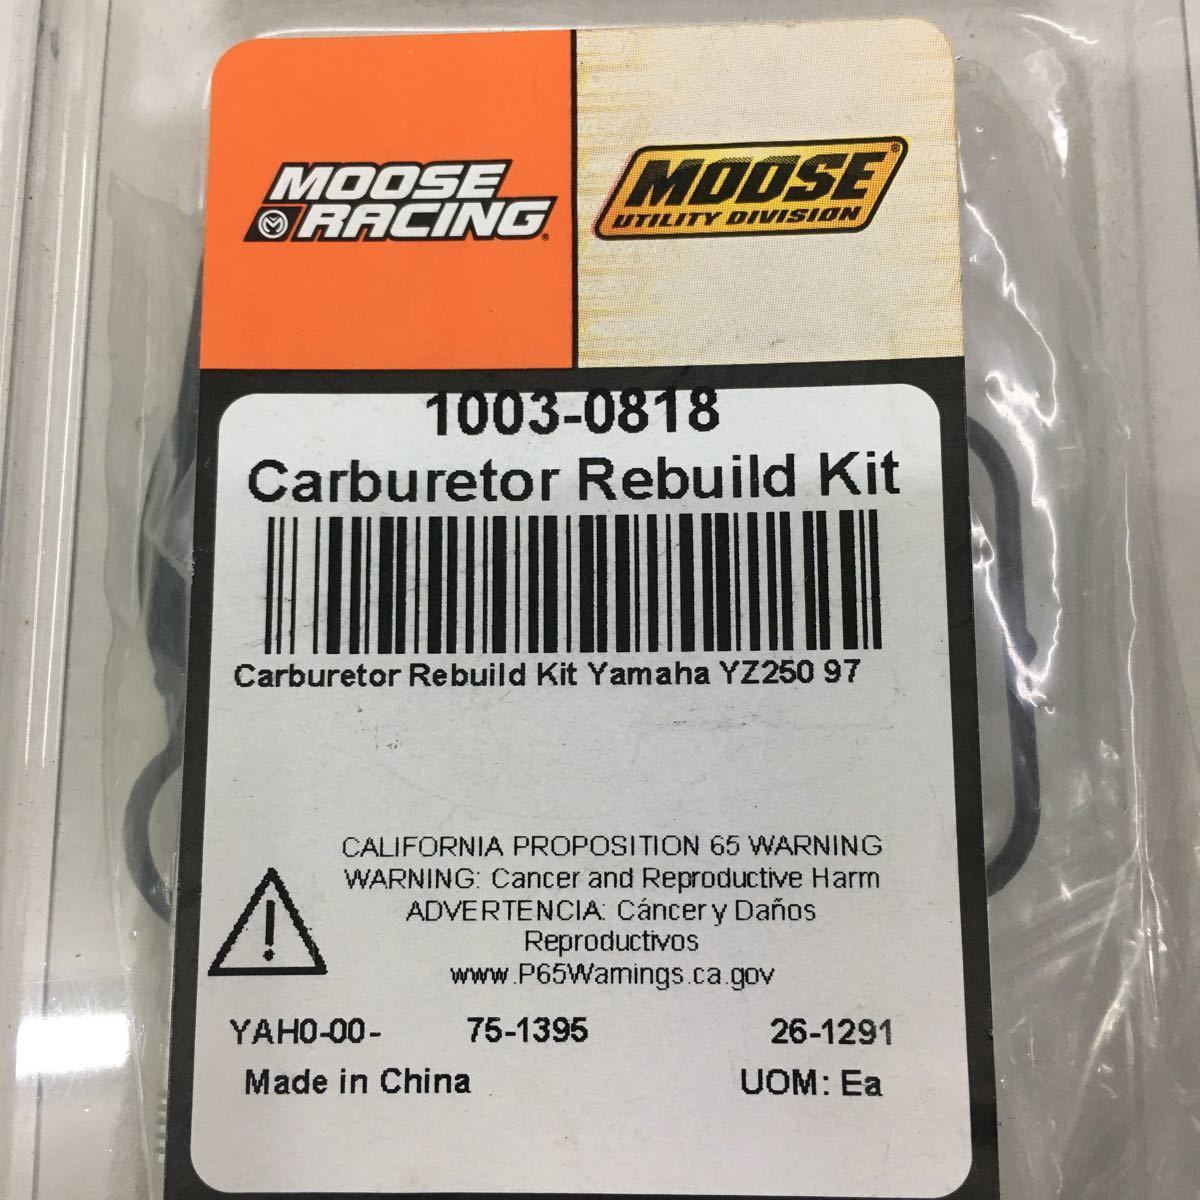 MOOSE
RACING®
MOOSE®
UTILITY DIVISION
1003-0818
Carburetor Rebuild Kit
Carburetor Rebuild Kit Yamaha YZ250 97
CALIFORNIA PROPOSITION 65 WARNING
WARNING: Cancer and Reproductive Harm
ADVERTENCIA: Cáncer y Daños
Reproductivos
www.P65Warnings.ca.gov
YAH0-00- 75-1395 26-1291
Made in China UOM: Ea